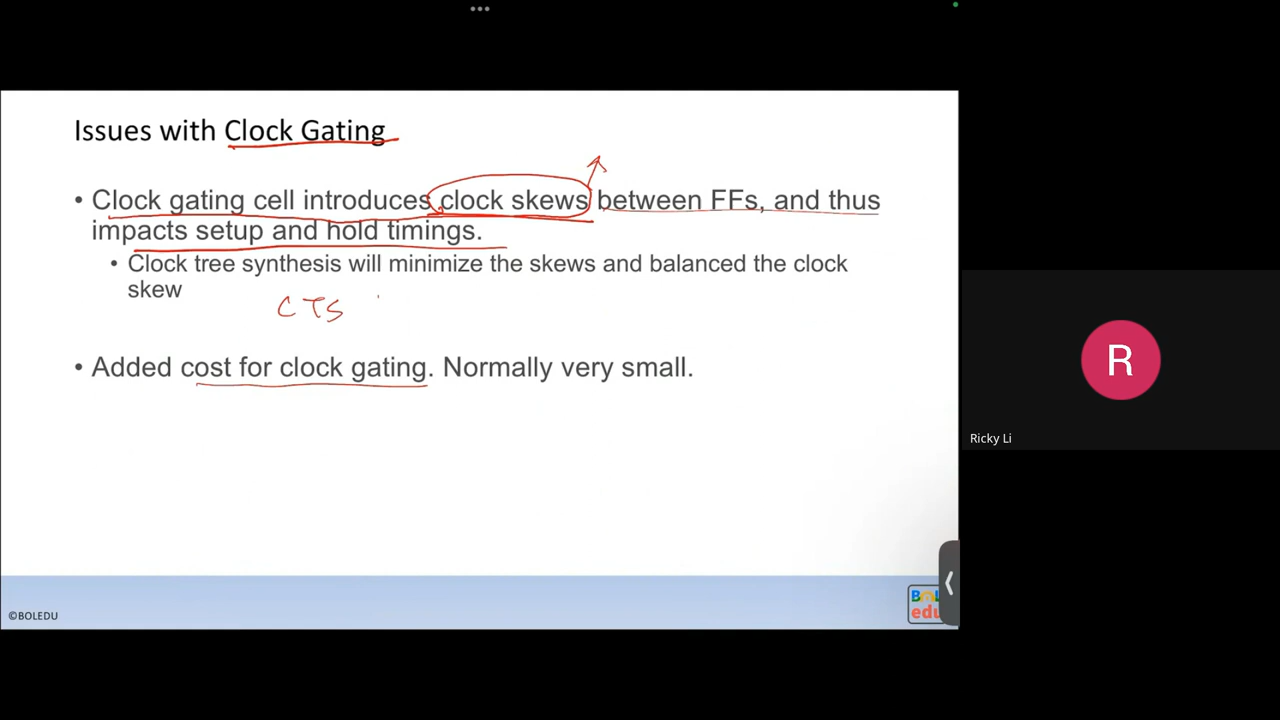 Issues with Clock Gating
• Clock gating cell introduces clock skews between FFs, and thus
impacts setup and hold timings.
• Clock tree synthesis will minimize the skews and balanced the clock
skew
CTS
• Added cost for clock gating. Normally very small.
©BOLEDU
edu
R
Ricky Li